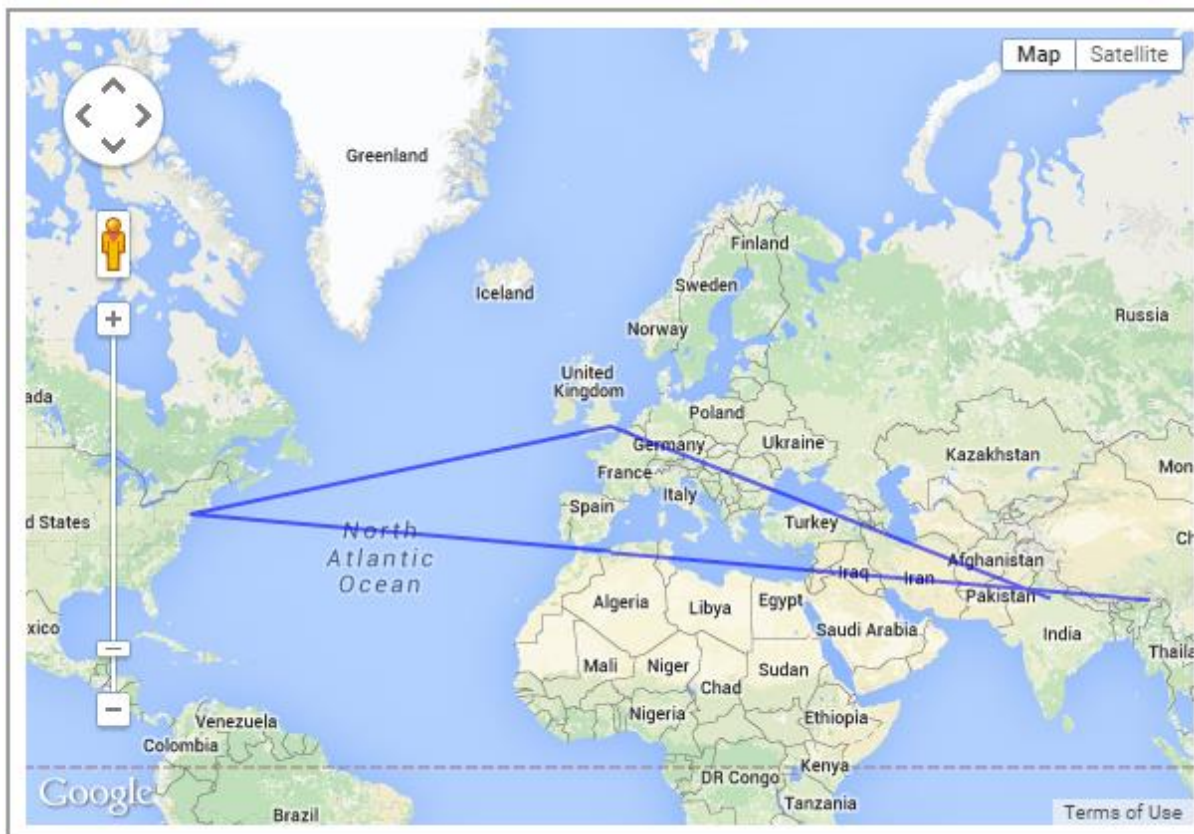 Map
Satellite
Greenland
Finland
Sweden
Iceland
Norway
Russia
United
Kingdom
ada
Poland
Germany
Ukraine
Kazakhstan
Mon
France
Italy
Spain
d States
Turkey
North
Atlantic
Ocean
Ch
Afghanistan
Iraq
Iran
Pakistan
Algeria
Libya
Egypt
xico
Saudi Arabia
India
Thaila
Mali
Niger
Sudan
Chad
Nigeria
Ethiopia
Venezuela
Colombia
Kenya
DR Congo
Google
Tanzania
Brazil
Terms of Use